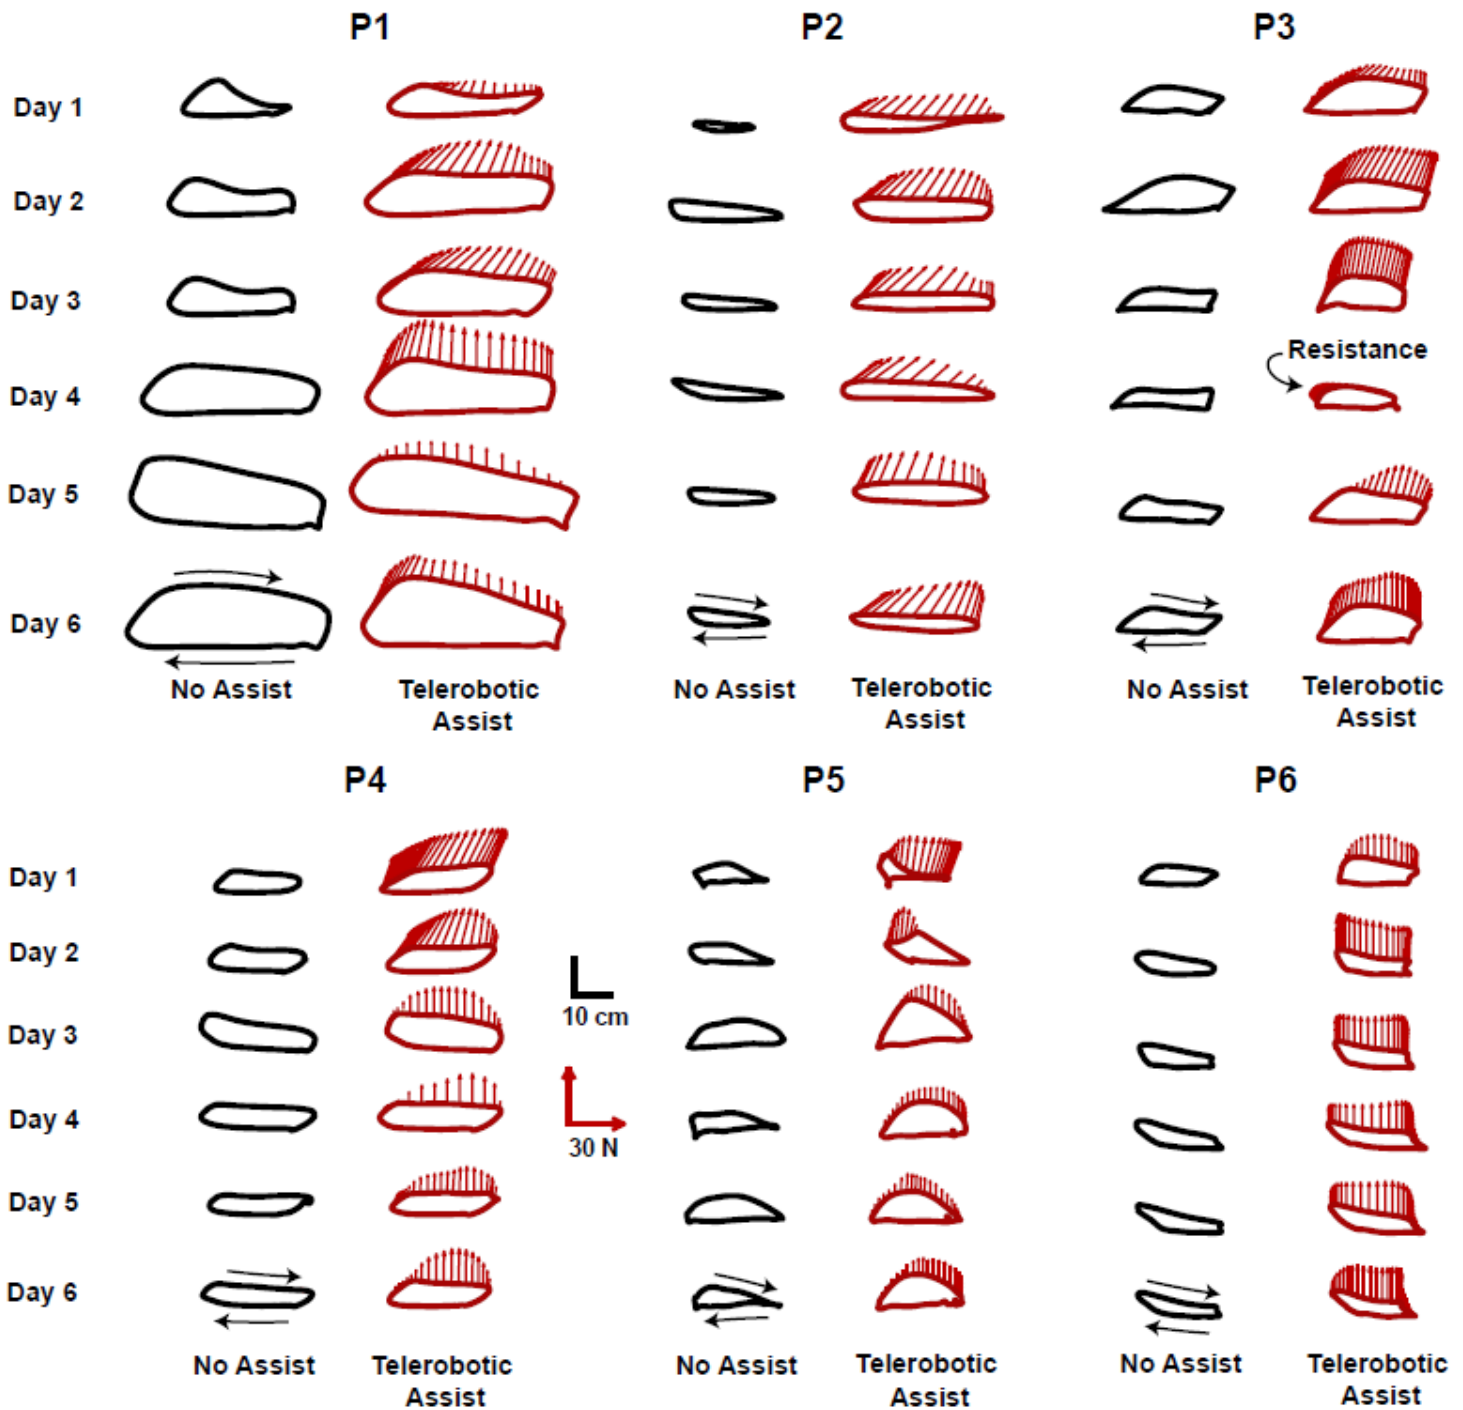 P1 P2 P3
Day 1
Day 2
Day 3
Resistance
Day 4
Day 5
Day 6
No Assist Telerobotic Assist No Assist Telerobotic Assist No Assist Telerobotic Assist
P4 P5 P6
Day 1
Day 2
10 cm
Day 3
Day 4
30 N
Day 5
Day 6
No Assist Telerobotic Assist No Assist Telerobotic Assist No Assist Telerobotic Assist